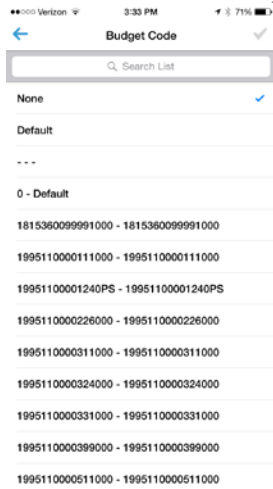 Verizon 3:33 PM 71%
Budget Code
Search List
None
Default
- - -
0 - Default
1815360099991000 - 1815360099991000
1995110000111000 - 1995110000111000
19951100001240PS - 19951100001240PS
1995110000226000 - 1995110000226000
1995110000311000 - 1995110000311000
1995110000324000 - 1995110000324000
1995110000331000 - 1995110000331000
1995110000399000 - 1995110000399000
1995110000511000 - 1995110000511000